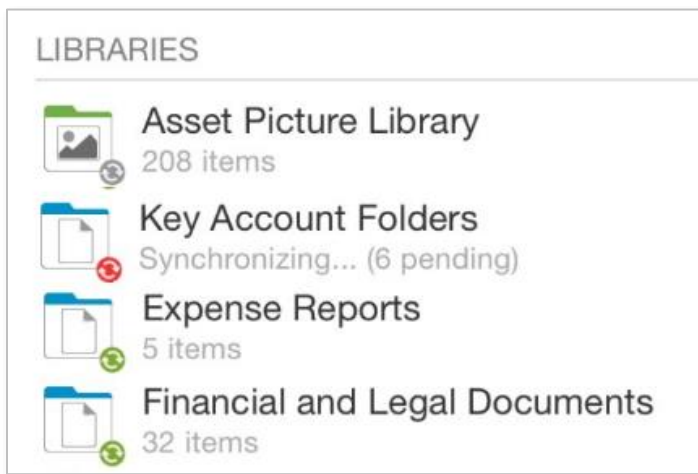 LIBRARIES
Asset Picture Library
208 items
Key Account Folders
Synchronizing... (6 pending)
Expense Reports
5 items
Financial and Legal Documents
32 items